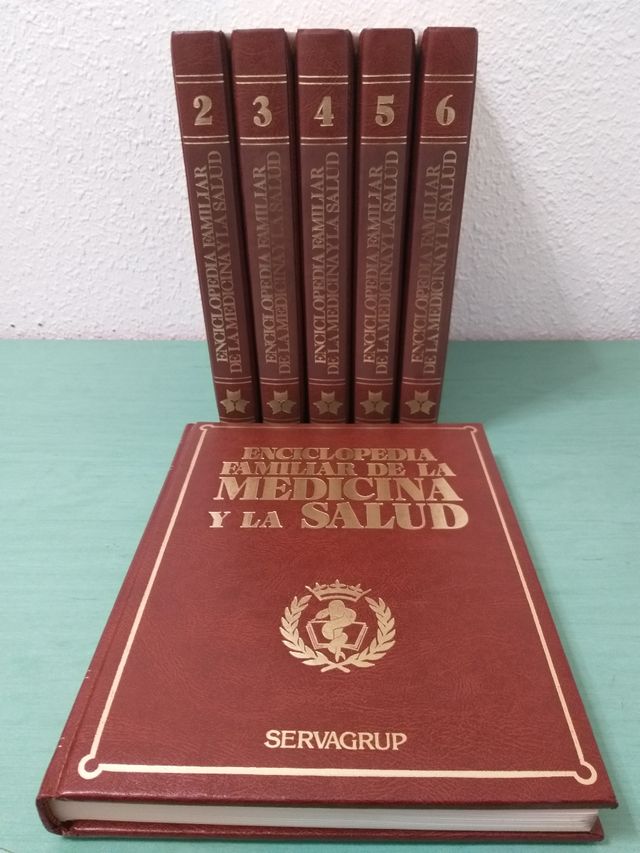 2
ENCICLOPEDIA FAMILIAR
DE LA MEDICINA Y LA SALUD
3
ENCICLOPEDIA FAMILIAR
DE LA MEDICINA Y LA SALUD
4
ENCICLOPEDIA FAMILIAR
DE LA MEDICINA Y LA SALUD
5
ENCICLOPEDIA FAMILIAR
DE LA MEDICINA Y LA SALUD
6
ENCICLOPEDIA FAMILIAR
DE LA MEDICINA Y LA SALUD
ENCICLOPEDIA
FAMILIAR DE LA
MEDICINA
Y LA SALUD
SERVAGRUP